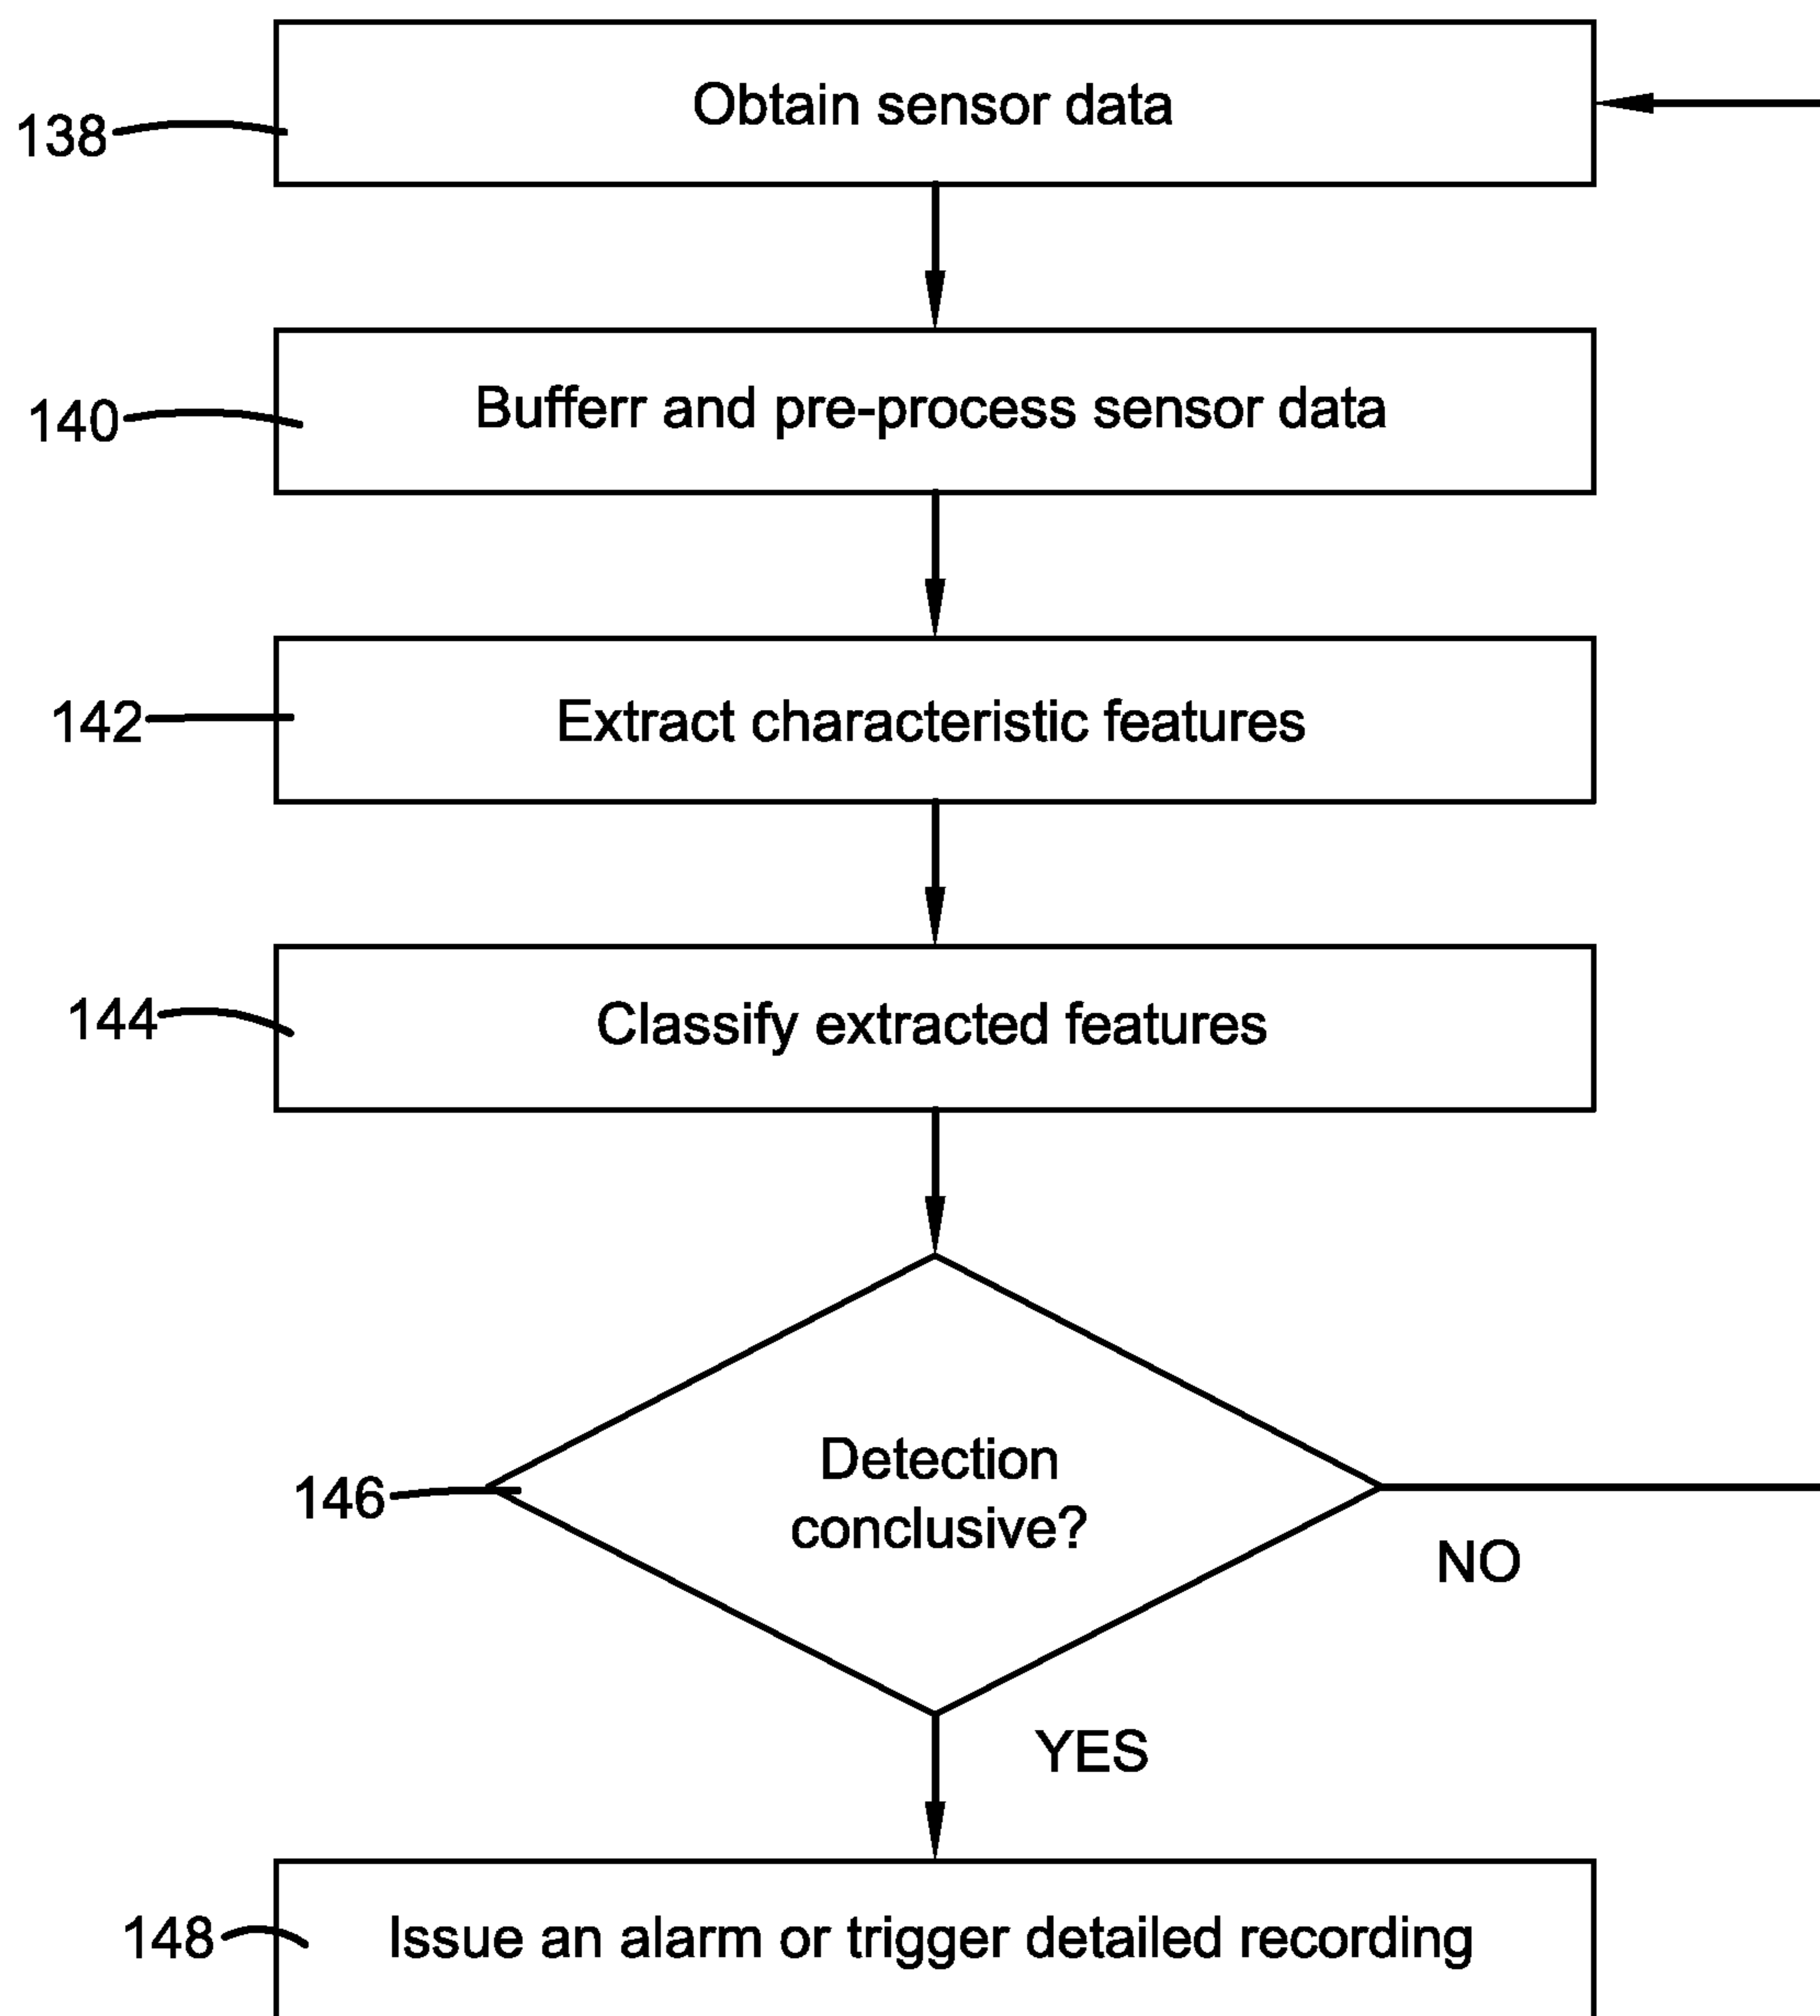 138
Obtain sensor data
140
Bufferr and pre-process sensor data
142
Extract characteristic features
144
Classify extracted features
146
Detection
conclusive?
NO
YES
148
Issue an alarm or trigger detailed recording